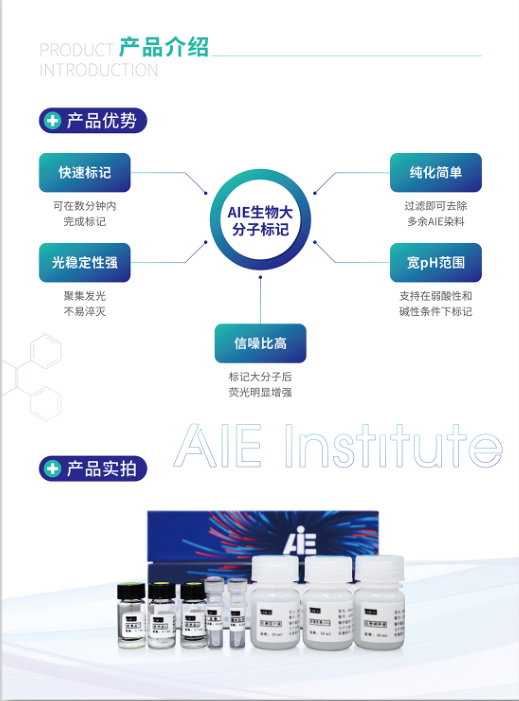 PRODUCT 产品介绍
INTRODUCTION
产品优势
快速标记
可在数分钟内
完成标记
纯化简单
过滤即可去除
多余AIE染料
AIE生物大
分子标记
光稳定性强
聚集发光
不易淬灭
宽pH范围
支持在弱酸性和
碱性条件下标记
信噪比高
标记大分子后
荧光明显增强
AIE Institute
产品实拍
AIE